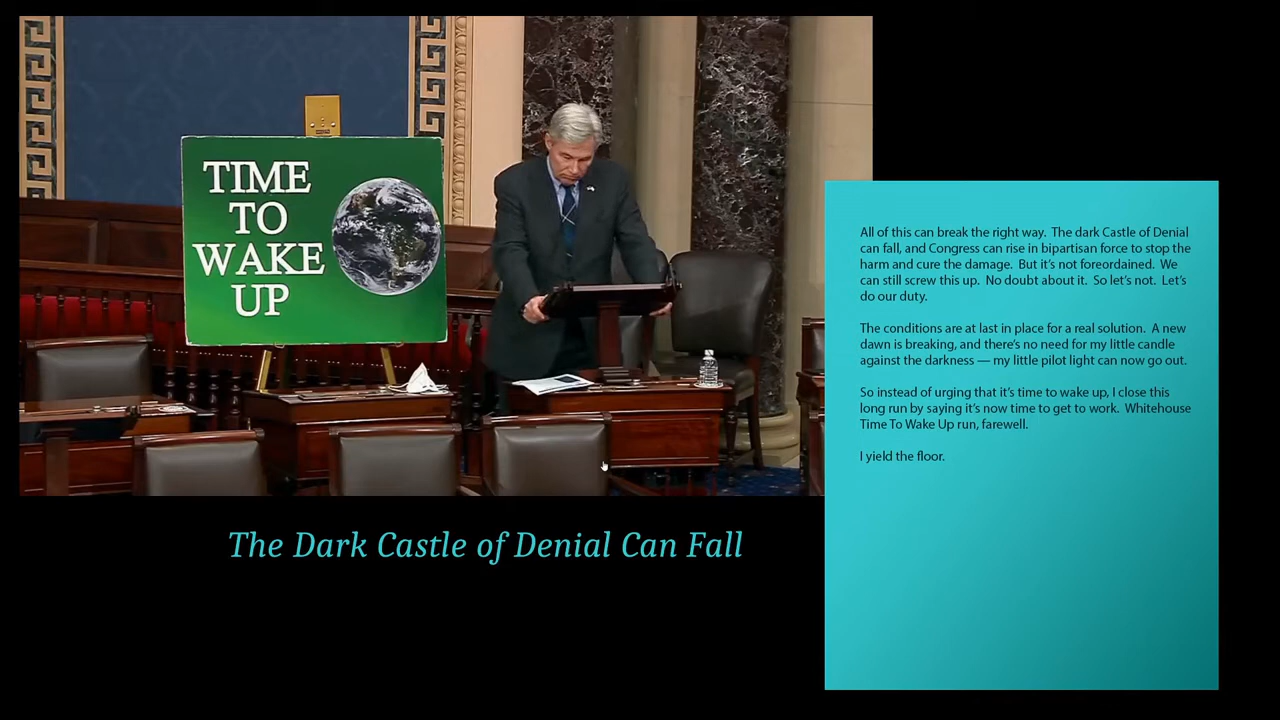 TIME
TO
WAKE
UP
The Dark Castle of Denial Can Fall
All of this can break the right way.  The dark Castle of Denial
can fall, and Congress can rise in bipartisan force to stop the
harm and cure the damage.  But it’s not foreordained.  We
can still screw this up.  No doubt about it.  So let’s not.  Let’s
do our duty.
The conditions are at last in place for a real solution.  A new
dawn is breaking, and there’s no need for my little candle
against the darkness — my little pilot light can now go out.
So instead of urging that it’s time to wake up, I close this
long run by saying it’s now time to get to work.  Whitehouse
Time To Wake Up run, farewell.
I yield the floor.